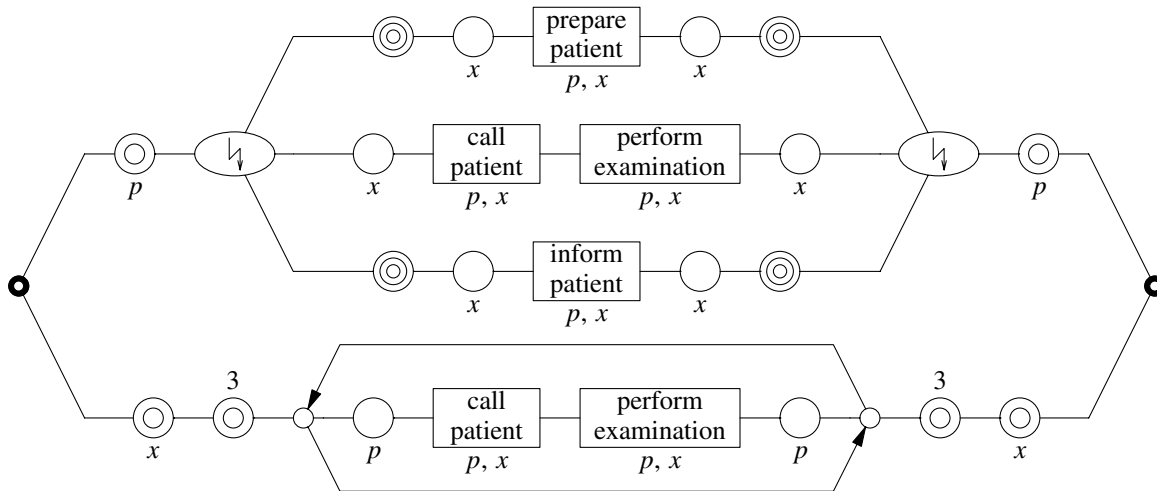 prepare
patient
x
p, x
x
p
call
patient
perform
examination
x
p, x
p, x
x
p
inform
patient
x
p, x
x
3
3
call
patient
perform
examination
x
p
p, x
p, x
p
x